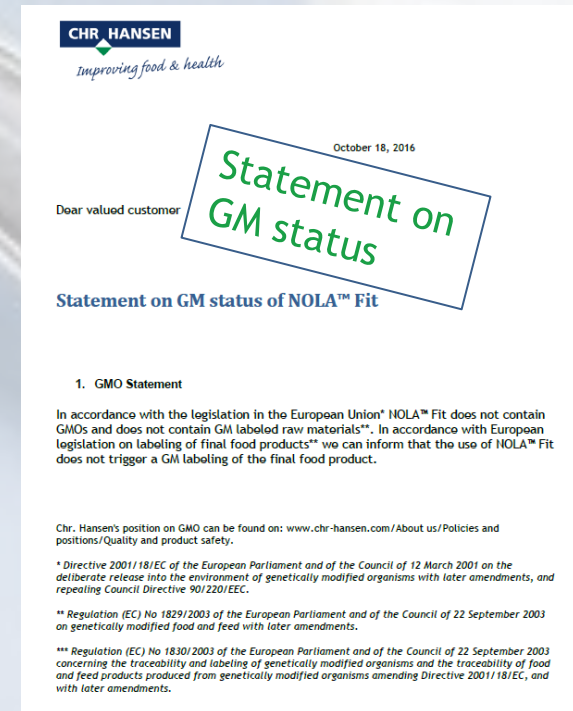 CHR HANSEN
Improving food & health
October 18, 2016
Statement on
GM status
Dear valued customer
Statement on GM status of NOLA™ Fit
1. GMO Statement
In accordance with the legislation in the European Union* NOLA™ Fit does not contain
GMOs and does not contain GM labeled raw materials**. In accordance with European
legislation on labeling of final food products** we can inform that the use of NOLA™ Fit
does not trigger a GM labeling of the final food product.
Chr. Hansen's position on GMO can be found on: www.chr-hansen.com/About us/Policies and
positions/Quality and product safety.
* Directive 2001/18/EC of the European Parliament and of the Council of 12 March 2001 on the
deliberate release into the environment of genetically modified organisms with later amendments, and
repealing Council Directive 90/220/EEC.
** Regulation (EC) No 1829/2003 of the European Parliament and of the Council of 22 September 2003
on genetically modified food and feed with later amendments.
*** Regulation (EC) No 1830/2003 of the European Parliament and of the Council of 22 September 2003
concerning the traceability and labeling of genetically modified organisms and the traceability of food
and feed products produced from genetically modified organisms amending Directive 2001/18/EC, and
with later amendments.